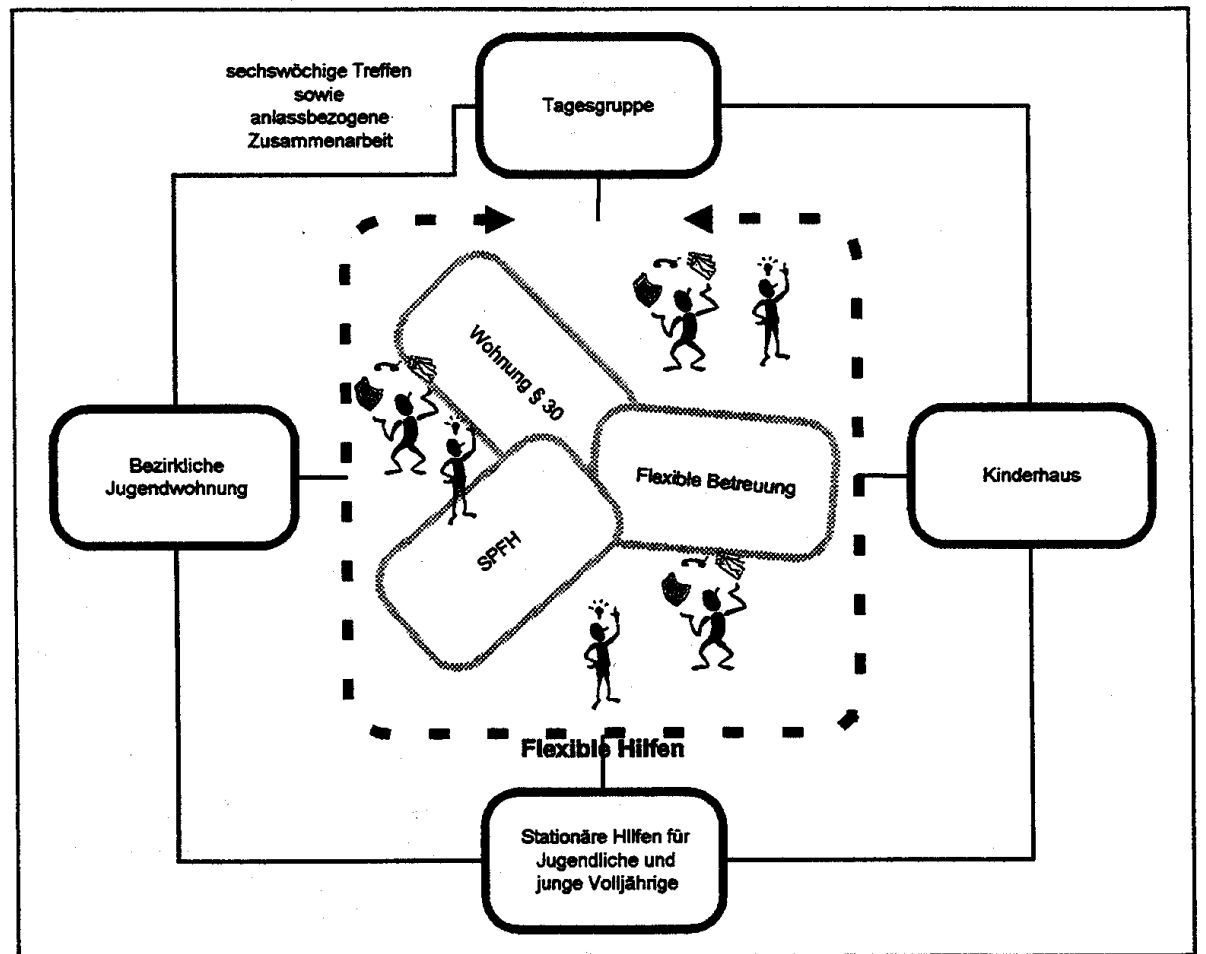 sechswöchige Treffen
sowie
anlassbezogene
Zusammenarbeit
Tagesgruppe
Wohnung § 30
Bezirkliche
Jugendwohnung
Flexible Betreuung
Kinderhaus
SPFH
Flexible Hilfen
Stationäre Hilfen für
Jugendliche und
junge Volljährige